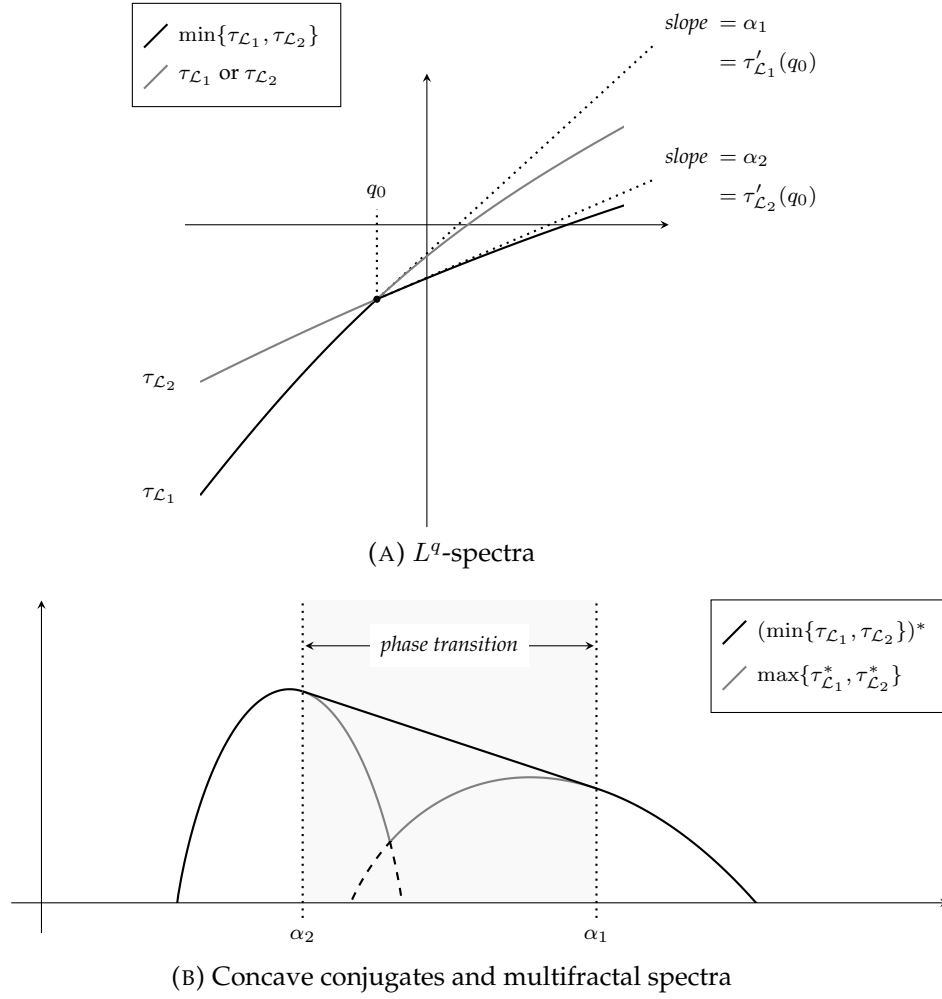 min{τ_{ℒ₁}, τ_{ℒ₂}}
τ_{ℒ₁} or τ_{ℒ₂}
slope = α₁
= τ′_{ℒ₁}(q₀)
slope = α₂
= τ′_{ℒ₂}(q₀)
q₀
τ_{ℒ₂}
τ_{ℒ₁}
(A) L^q-spectra
(min{τ_{ℒ₁}, τ_{ℒ₂}})*
max{τ*_{ℒ₁}, τ*_{ℒ₂}}
phase transition
α₂
α₁
(B) Concave conjugates and multifractal spectra